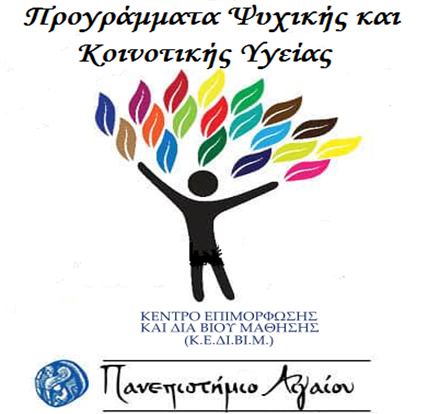 Προγράμματα Ψυχικής και
Κοινοτικής Υγείας
ΚΕΝΤΡΟ ΕΠΙΜΟΡΦΩΣΗΣ
ΚΑΙ ΔΙΑ ΒΙΟΥ ΜΑΘΗΣΗΣ
(Κ.Ε.ΔΙ.ΒΙ.Μ.)
Πανεπιστήμιο Αιγαίου